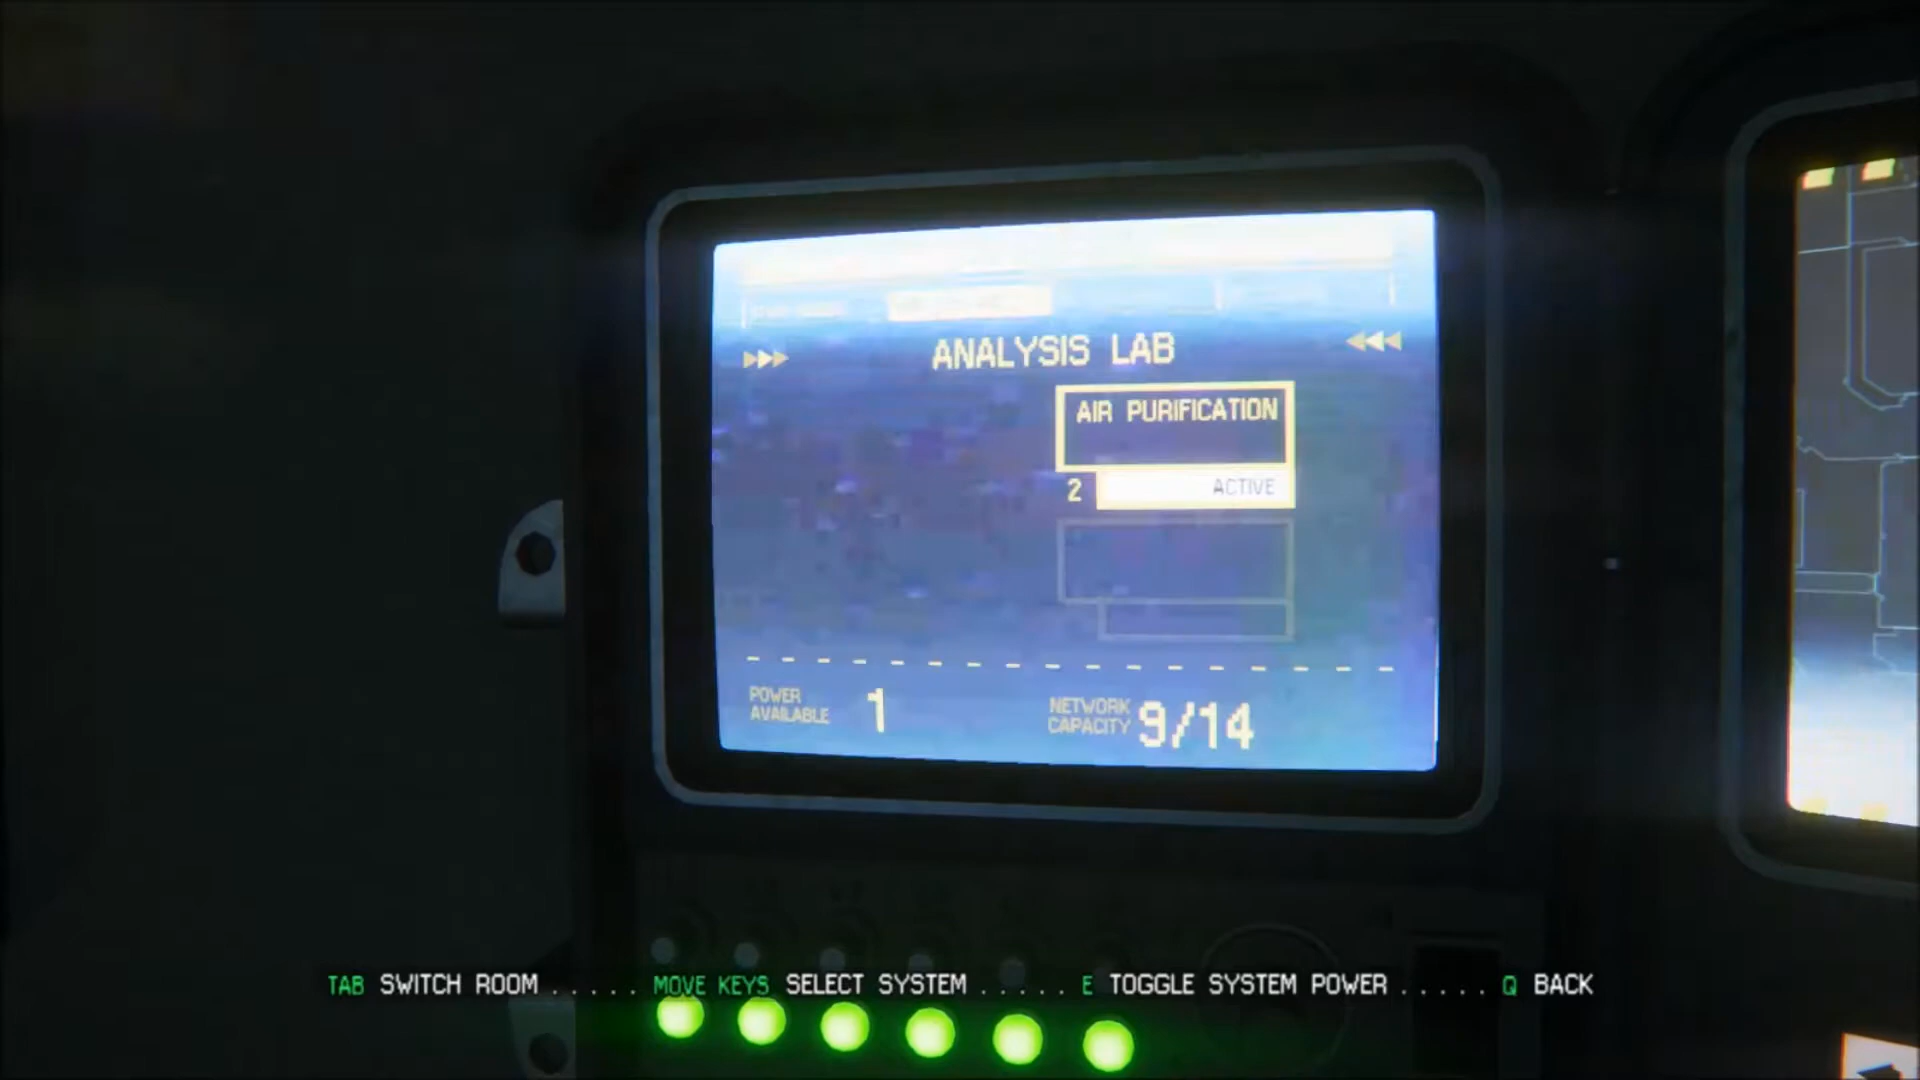 ANALYSIS LAB
AIR PURIFICATION
2 ACTIVE
POWER AVAILABLE 1
NETWORK CAPACITY 9/14
TAB SWITCH ROOM ..... MOVE KEYS SELECT SYSTEM ..... E TOGGLE SYSTEM POWER ..... Q BACK